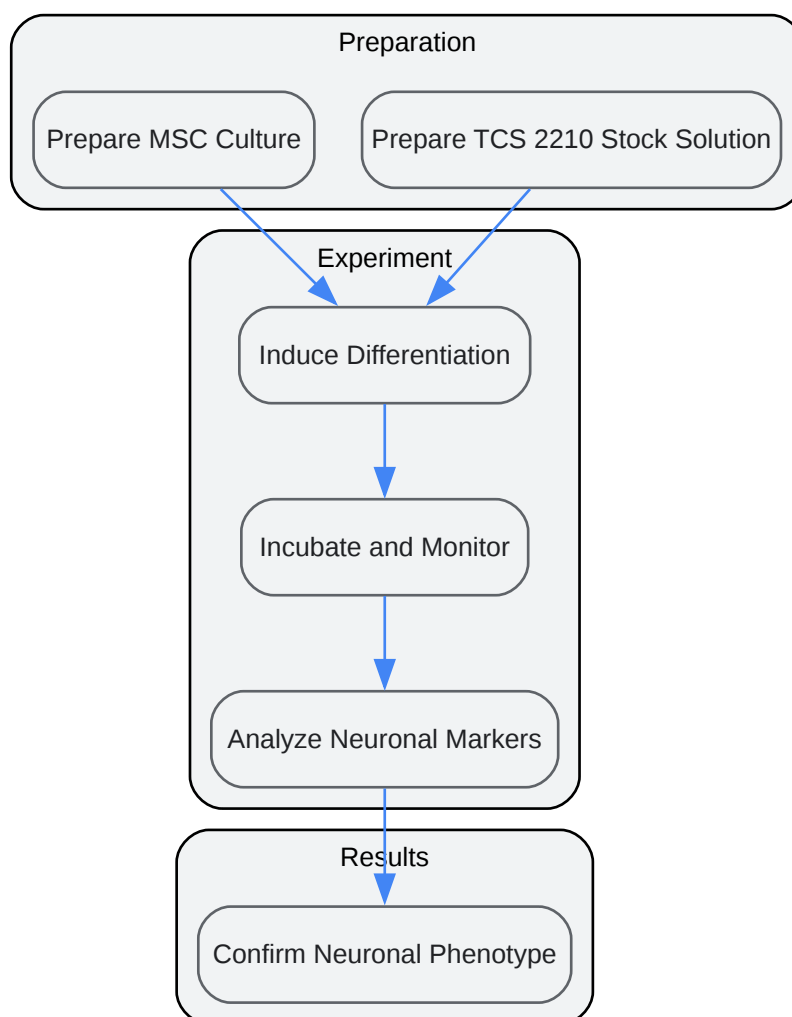 Preparation
Prepare MSC Culture
Prepare TCS 2210 Stock Solution
Experiment
Induce Differentiation
Incubate and Monitor
Analyze Neuronal Markers
Results
Confirm Neuronal Phenotype